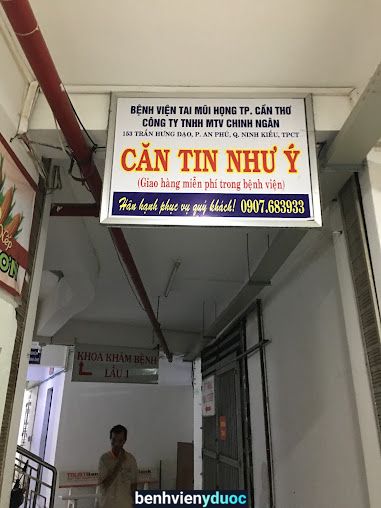 BỆNH VIỆN TAI MŨI HỌNG TP. CẦN THƠ
CÔNG TY TNHH MTV CHINH NGÂN
153 TRẦN HƯNG ĐẠO, P. AN PHÚ, Q. NINH KIỀU, TPCT
CĂN TIN NHƯ Ý
(Giao hàng miễn phí trong bệnh viện)
Hân hạnh phục vụ quý khách! 0907.683933
KHOA KHÁM BỆNH
LẦU 1
benhvienyduoc